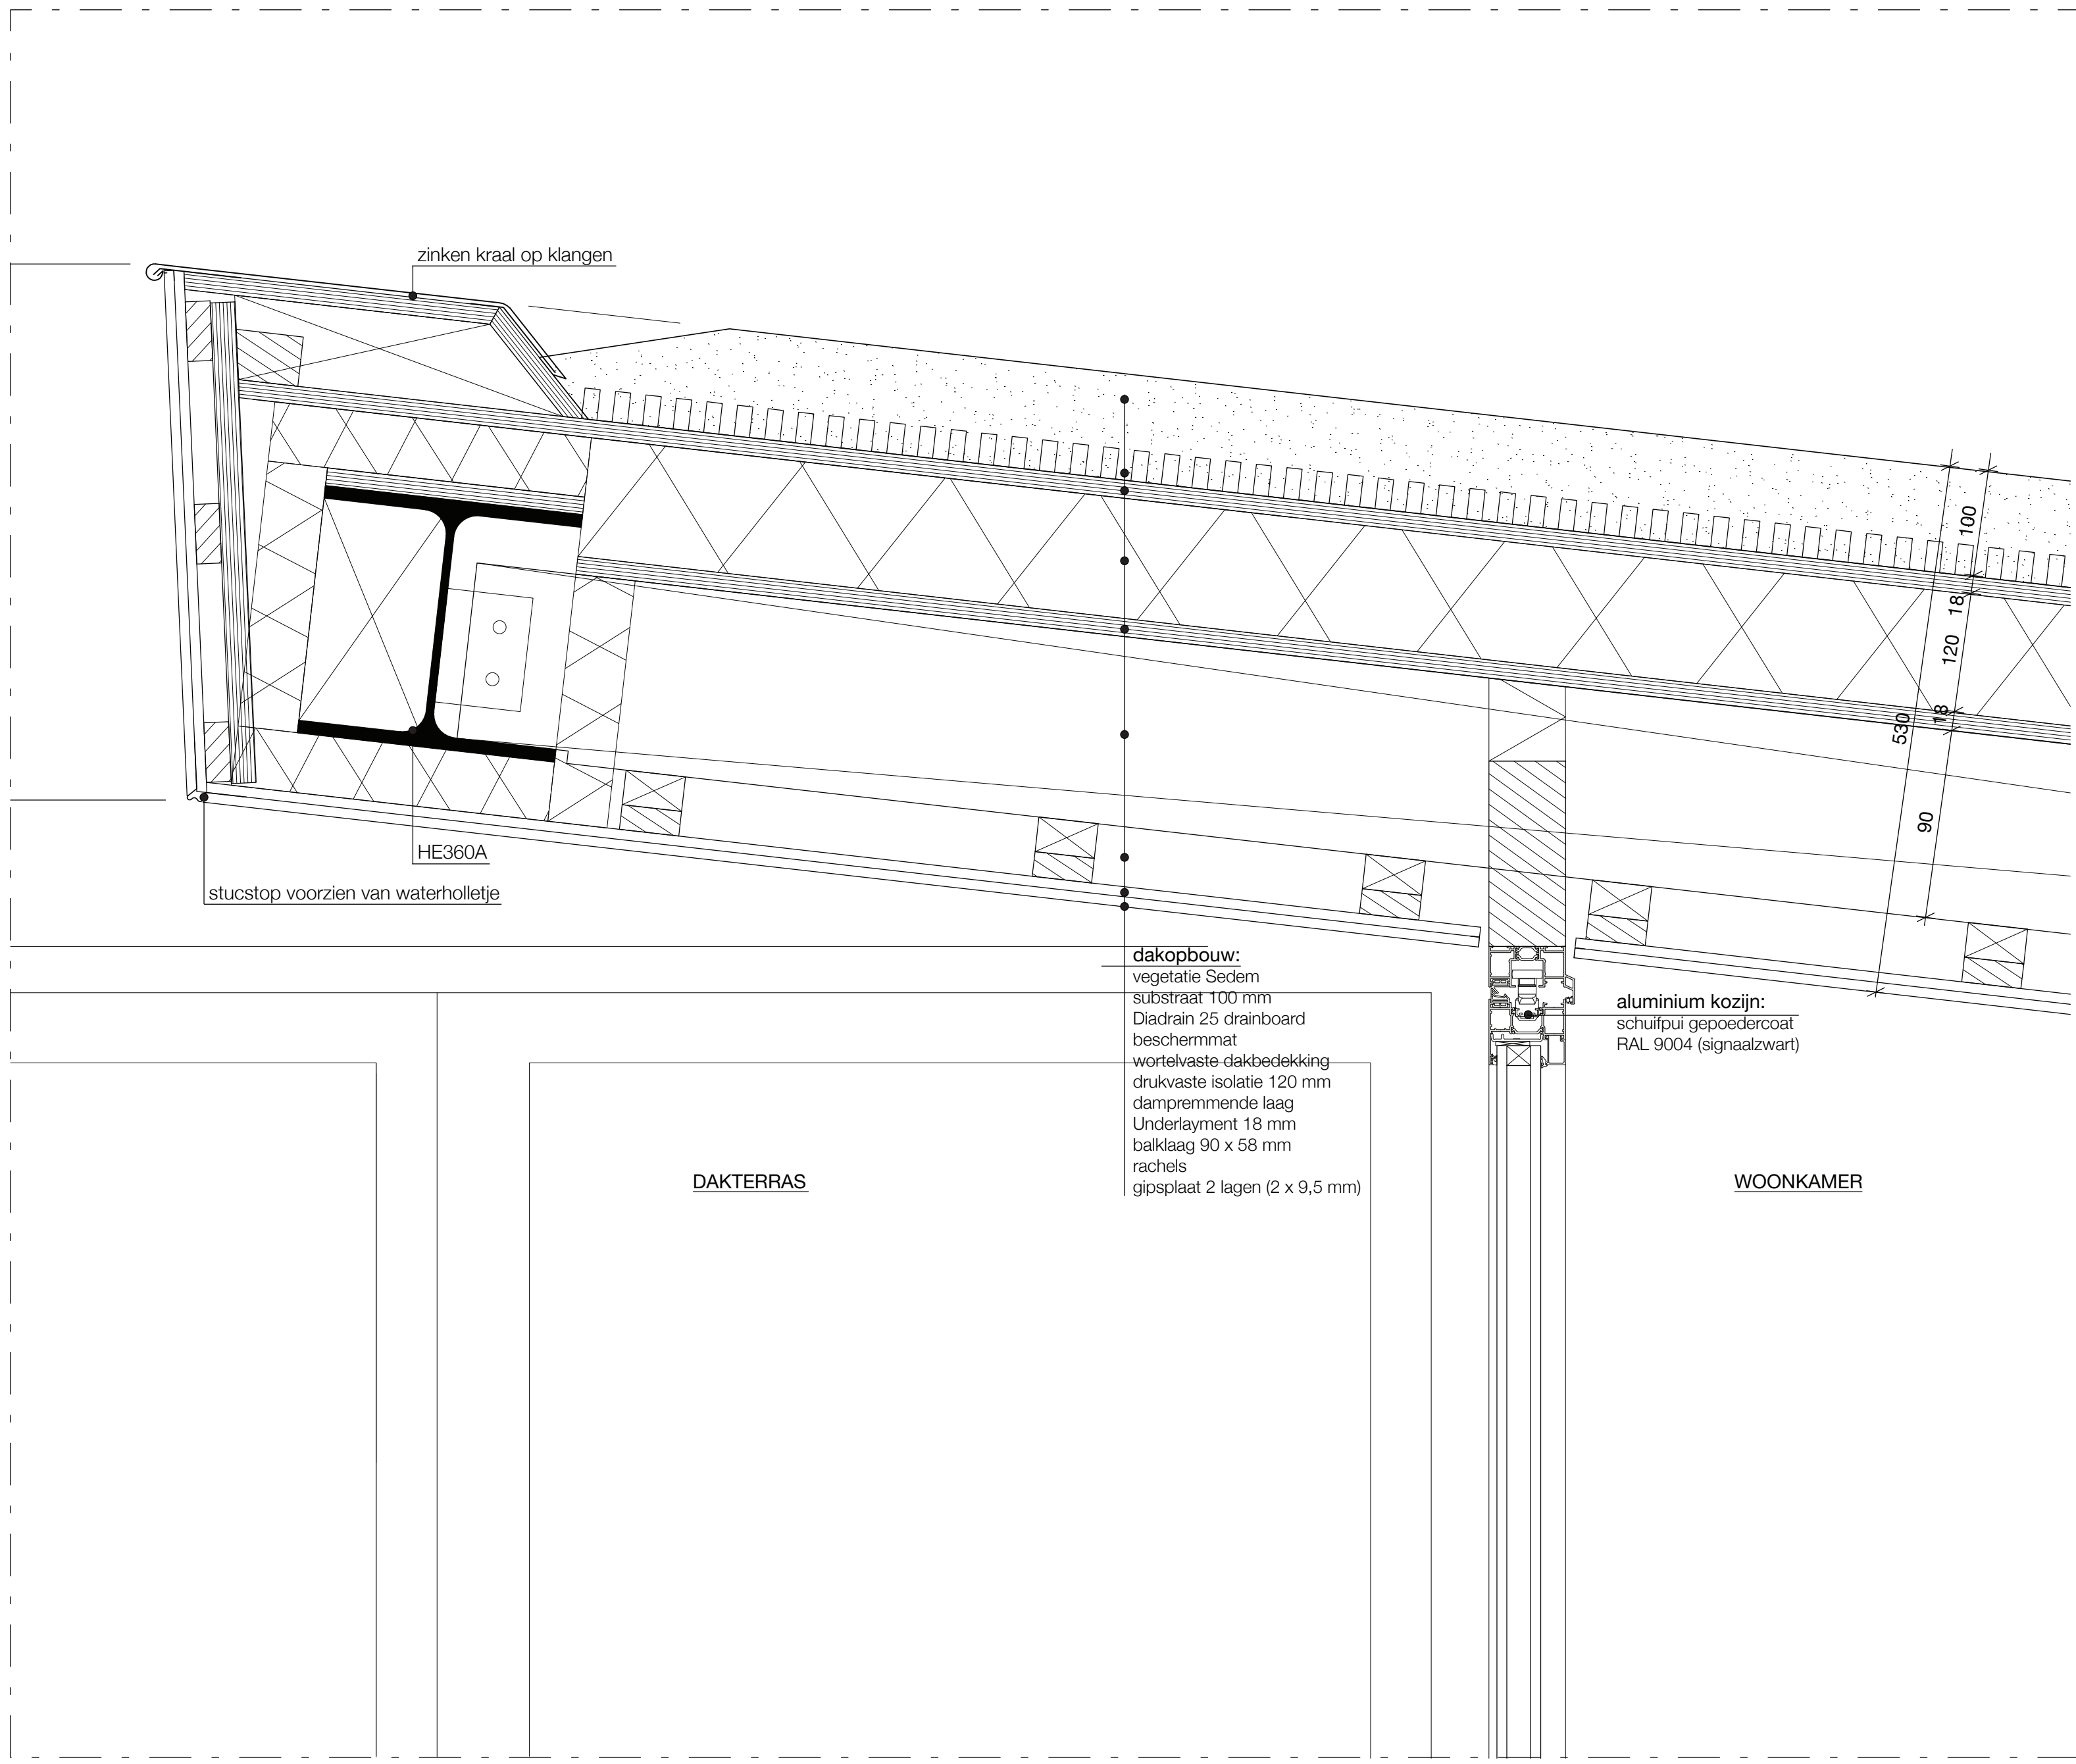 zinken kraal op klangen
100
18
120
18
530
90
HE360A
stucstop voorzien van waterholletje
dakopbouw:
vegetatie Sedem
substraat 100 mm
Diadrain 25 drainboard
beschermmat
wortelvaste dakbedekking
drukvaste isolatie 120 mm
dampremmende laag
Underlayment 18 mm
balklaag 90 x 58 mm
rachels
gipsplaat 2 lagen (2 x 9,5 mm)
aluminium kozijn:
schuifpui gepoedercoat
RAL 9004 (signaalzwart)
DAKTERRAS
WOONKAMER